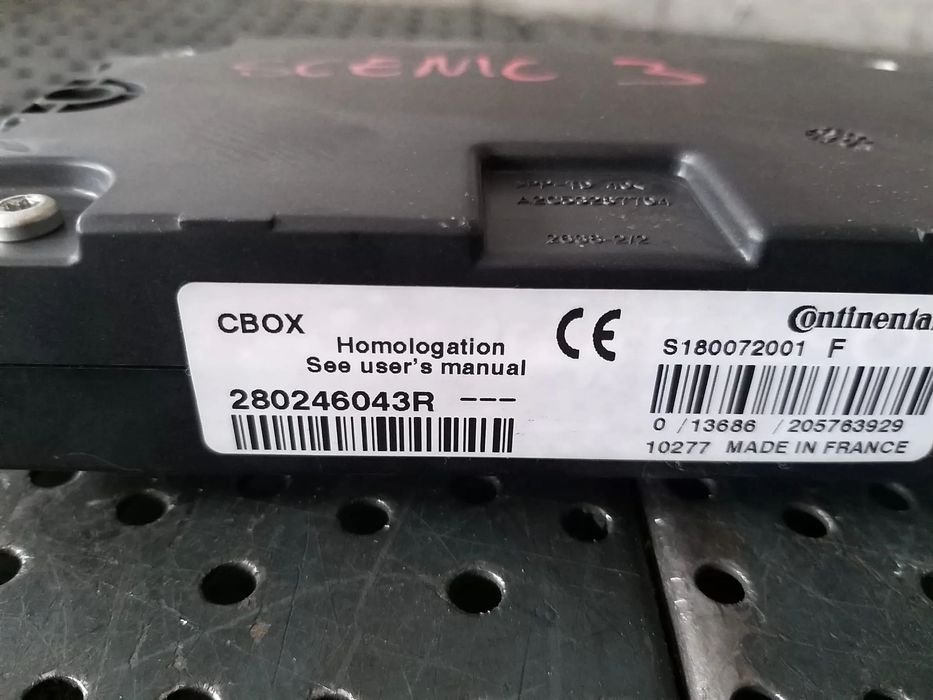 SCENIC 3
CBOX
Homologation
See user's manual
280246043R ---
CE
Continental
S180072001 F
0 /13686 /205763929
10277 MADE IN FRANCE